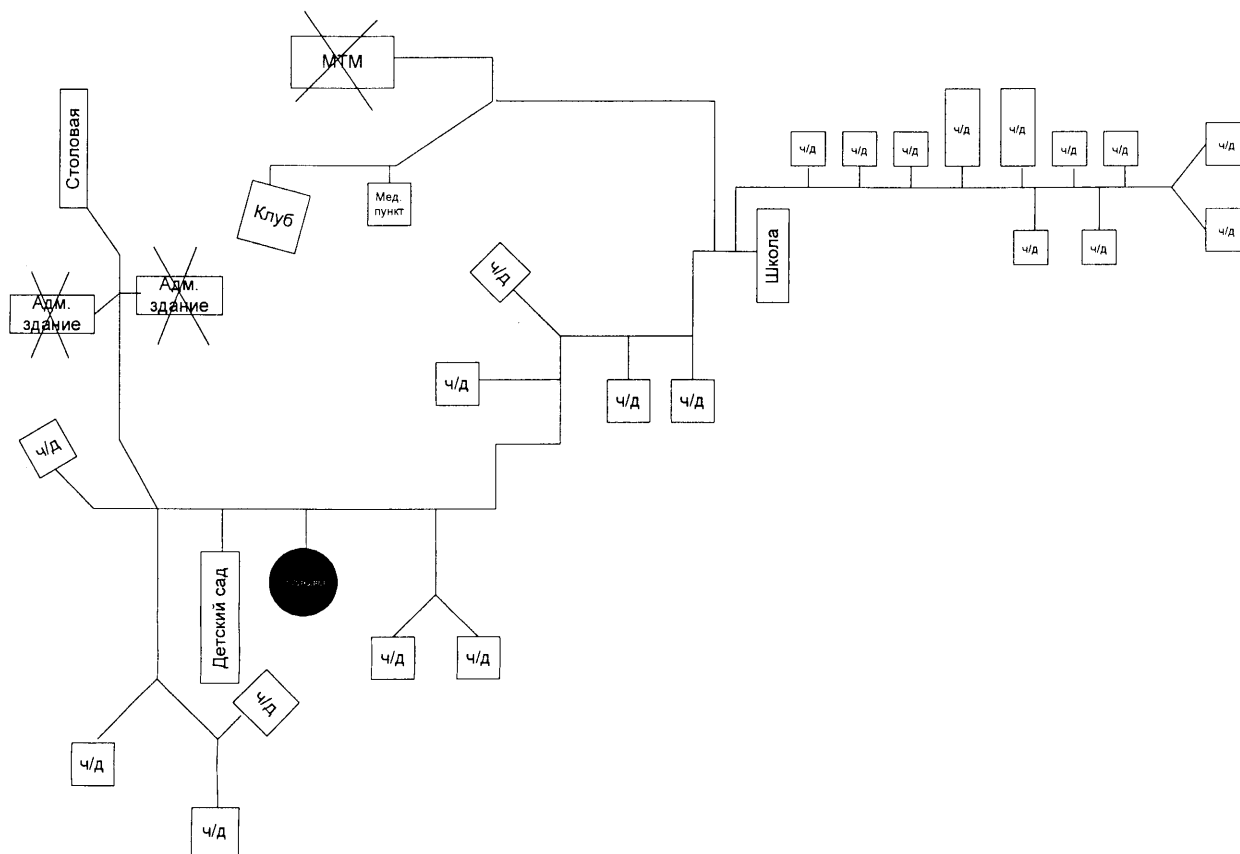 МТМ
Столовая
ч/д
ч/д
ч/д
ч/д
ч/д
ч/д
ч/д
ч/д
Клуб
Мед.
пункт
ч/д
ч/д
ч/д
Школа
ч/д
Адм.
здание
Адм.
здание
ч/д
ч/д
ч/д
ч/д
Детский сад
ч/д
ч/д
ч/д
ч/д
ч/д